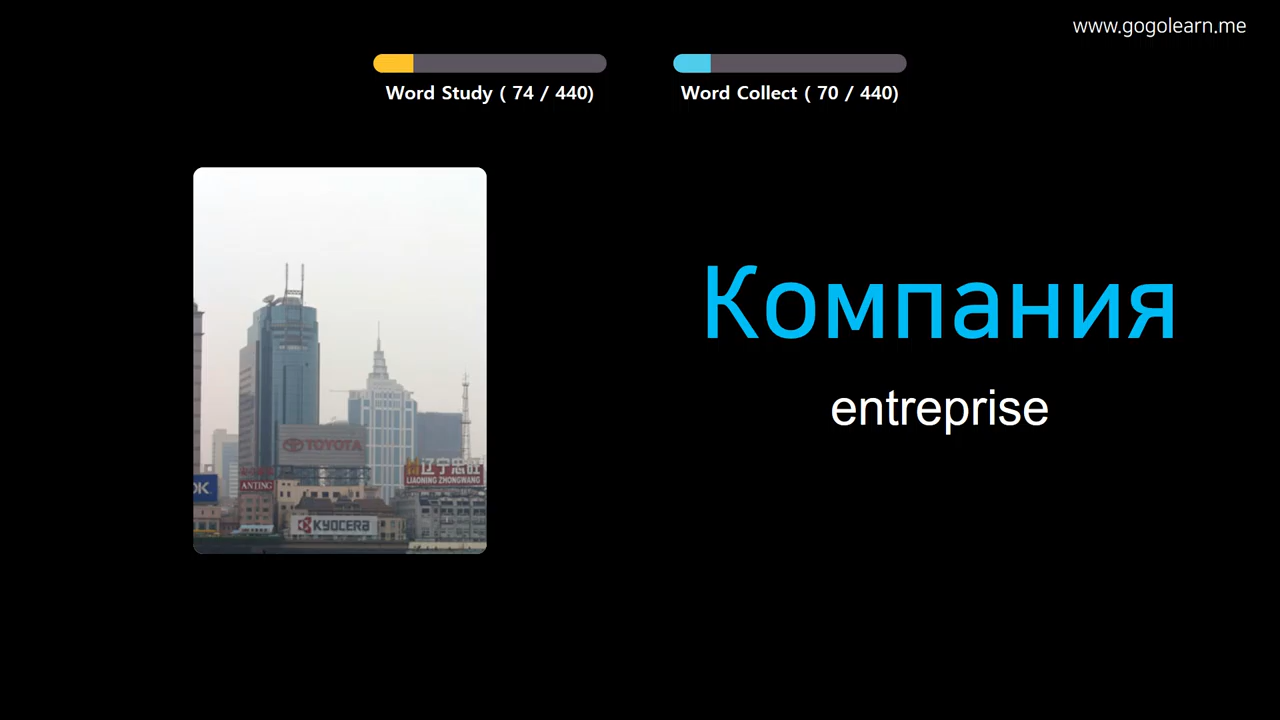 www.gogolearn.me
Word Study ( 74 / 440)
Word Collect ( 70 / 440)
Компания
entreprise
TOYOTA
辽宁忠旺
LIAONING ZHONGWANG
OK
ANTING
KYOCERA